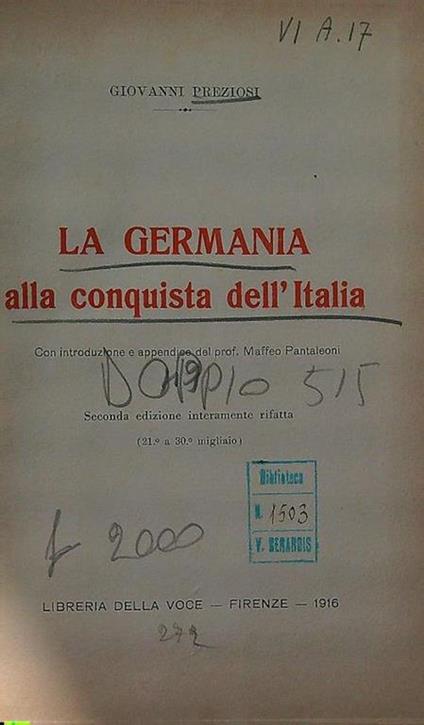 VI A.17
GIOVANNI PREZIOSI
LA GERMANIA
alla conquista dell'Italia
Con introduzione e appendice del prof. Maffeo Pantaleoni
DOPPIO 515
Seconda edizione interamente rifatta
(21.º a 30.º migliaio)
Biblioteca
N. 1503
V. BERARDIS
£ 2000
LIBRERIA DELLA VOCE — FIRENZE — 1916
272